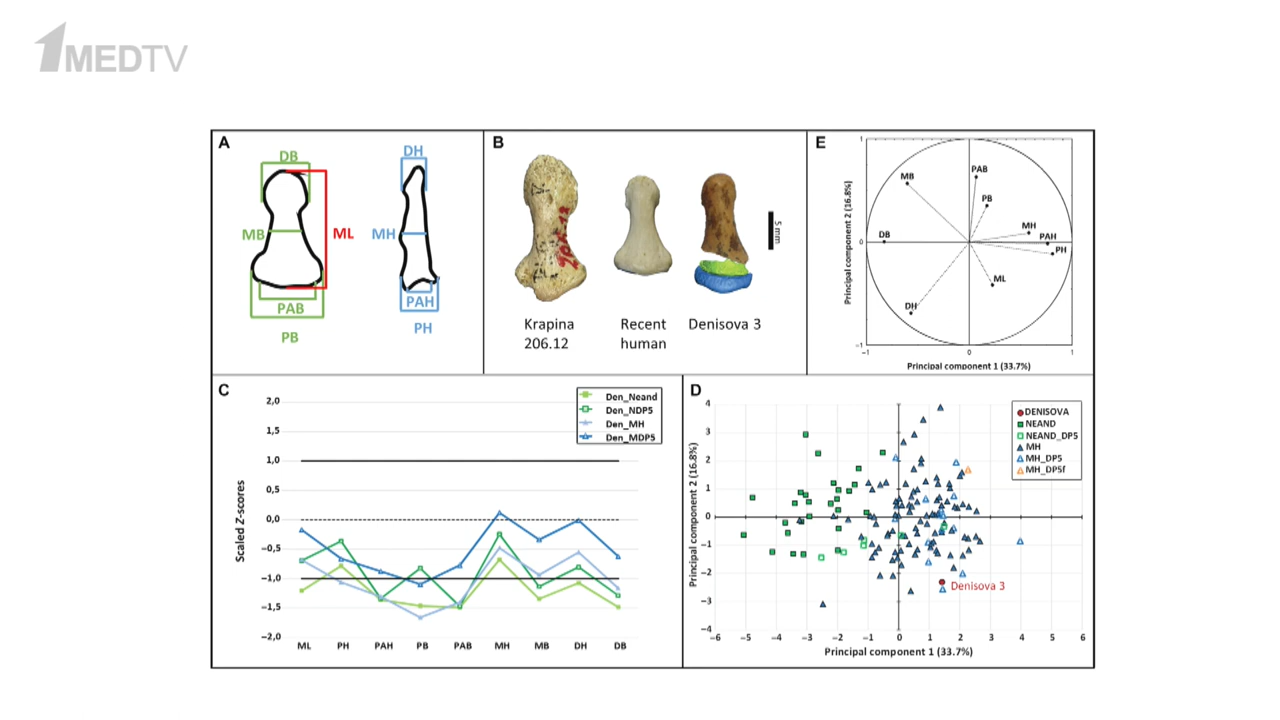 1MEDTV
A
DB
MB
ML
PAB
PB
DH
MH
PAH
PH
B
5 mm
Krapina
206.12
Recent
human
Denisova 3
E
Principal component 2 (16.8%)
1
0
−1
MB
PAB
PB
MH
DB
PAH
PH
ML
DH
−1
0
1
Principal component 1 (33.7%)
C
Scaled Z-scores
2,0
1,5
1,0
0,5
0,0
−0,5
−1,0
−1,5
−2,0
Den_Neand
Den_NDP5
Den_MH
Den_MDP5
ML PH PAH PB PAB MH MB DH DB
D
Principal component 2 (16.8%)
4
3
2
1
0
−1
−2
−3
−4
DENISOVA
NEAND
NEAND_DP5
MH
MH_DP5
MH_DP5f
Denisova 3
−6 −5 −4 −3 −2 −1 0 1 2 3 4 5 6
Principal component 1 (33.7%)